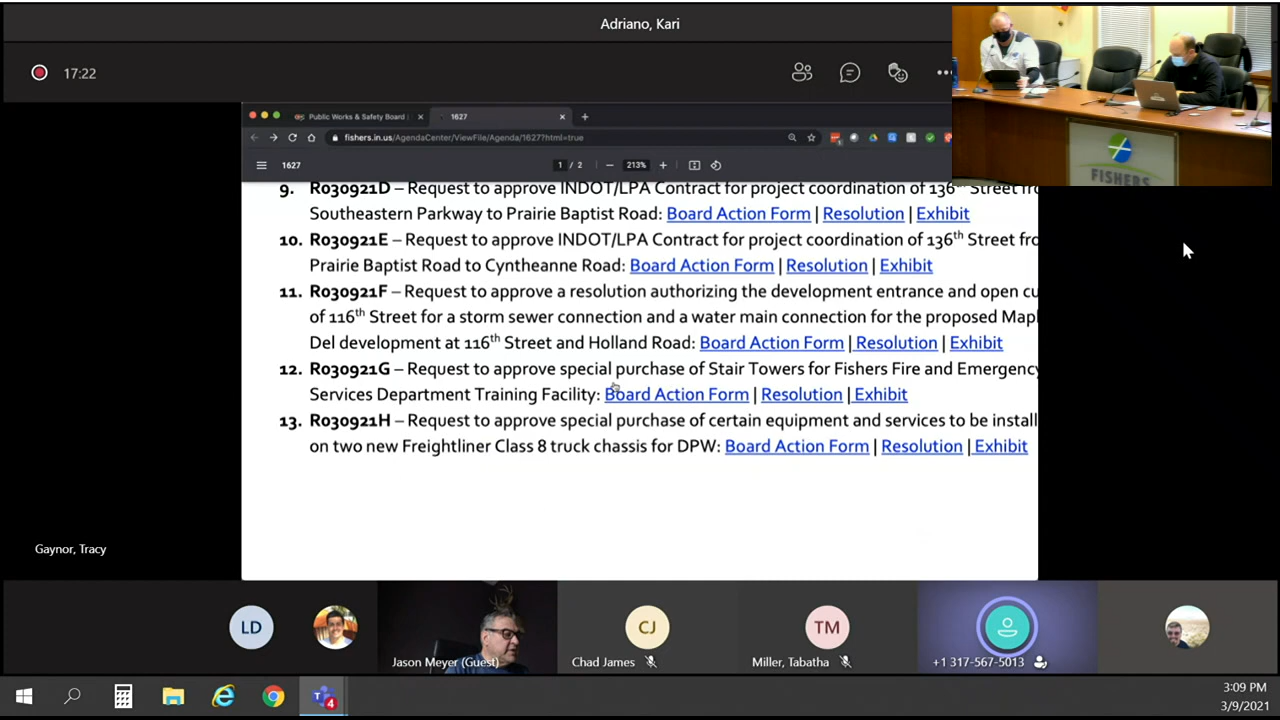 Adriano, Kari
17:22
Public Works & Safety Board |
1627
fishers.in.us/AgendaCenter/ViewFile/Agenda/1627?html=true
1627
1 / 2
213%
9. R030921D – Request to approve INDOT/LPA Contract for project coordination of 136th Street fro
Southeastern Parkway to Prairie Baptist Road: Board Action Form | Resolution | Exhibit
10. R030921E – Request to approve INDOT/LPA Contract for project coordination of 136th Street fro
Prairie Baptist Road to Cyntheanne Road: Board Action Form | Resolution | Exhibit
11. R030921F – Request to approve a resolution authorizing the development entrance and open cu
of 116th Street for a storm sewer connection and a water main connection for the proposed Mapl
Del development at 116th Street and Holland Road: Board Action Form | Resolution | Exhibit
12. R030921G – Request to approve special purchase of Stair Towers for Fishers Fire and Emergency
Services Department Training Facility: Board Action Form | Resolution | Exhibit
13. R030921H – Request to approve special purchase of certain equipment and services to be install
on two new Freightliner Class 8 truck chassis for DPW: Board Action Form | Resolution | Exhibit
FISHERS
Gaynor, Tracy
LD
CJ
TM
Jason Meyer (Guest)
Chad James
Miller, Tabatha
+1 317-567-5013
4
3:09 PM
3/9/2021